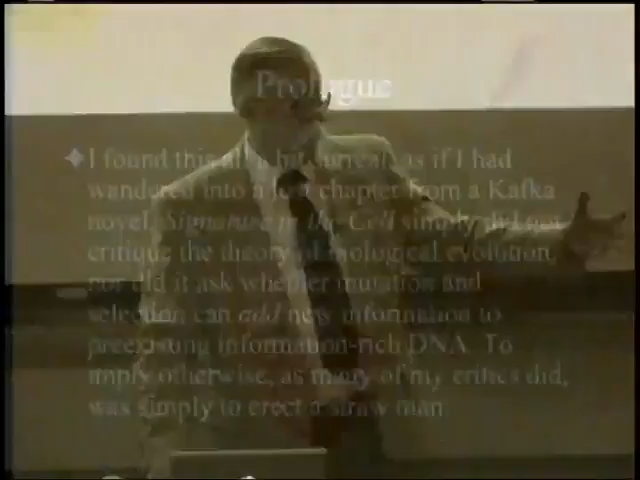 Prologue
I found this all a bit surreal, as if I had
wandered into a lost chapter from a Kafka
novel. Signature in the Cell simply did not
critique the theory of biological evolution,
nor did it ask whether mutation and
selection can add new information to
preexisting information-rich DNA. To
imply otherwise, as many of my critics did,
was simply to erect a straw man